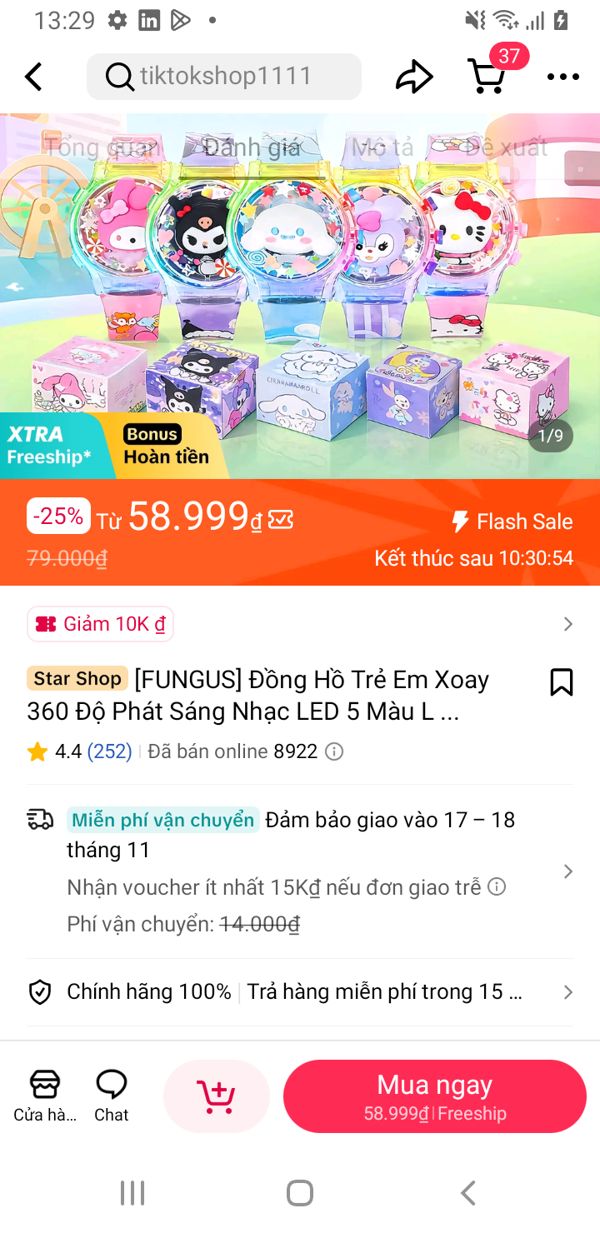 13:29
37
tiktokshop1111
Tổng quan Đánh giá Mô tả Đề xuất
CINNAMOROLL
XTRA
Freeship*
Bonus
Hoàn tiền
1/9
-25% Từ 58.999₫
79.000₫
Flash Sale
Kết thúc sau 10:30:54
Giảm 10K ₫
Star Shop [FUNGUS] Đồng Hồ Trẻ Em Xoay
360 Độ Phát Sáng Nhạc LED 5 Màu L ...
4.4 (252) Đã bán online 8922
Miễn phí vận chuyển Đảm bảo giao vào 17 – 18
tháng 11
Nhận voucher ít nhất 15K₫ nếu đơn giao trễ
Phí vận chuyển: 14.000₫
Chính hãng 100% Trả hàng miễn phí trong 15 ...
Cửa hà...
Chat
Mua ngay
58.999₫ Freeship